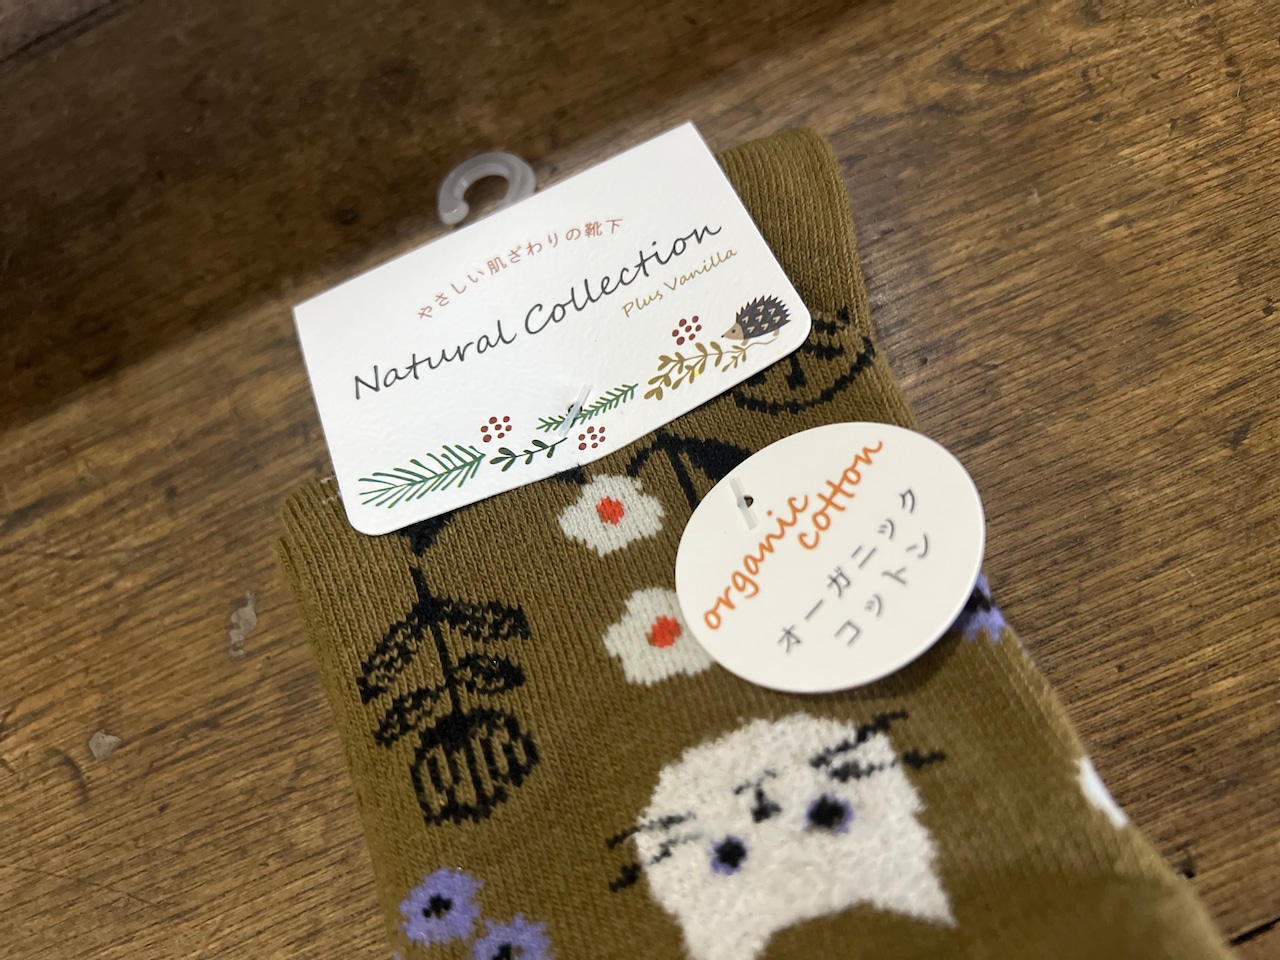 やさしい肌ざわりの靴下
Natural Collection
Plus Vanilla
organic
cotton
オーガニック
コットン